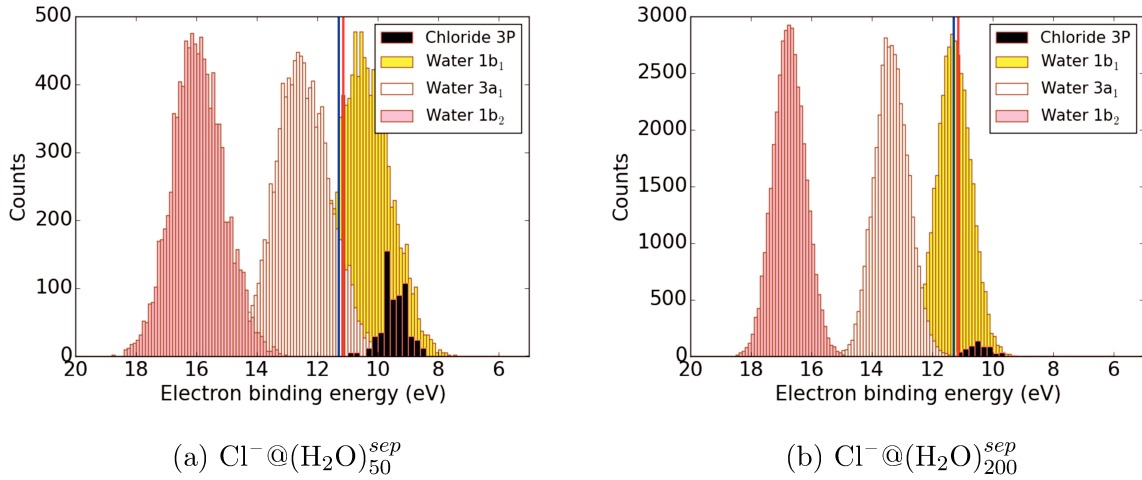 500
400
300
200
100
0
Counts
20 18 16 14 12 10 8 6
Electron binding energy (eV)
Chloride 3P
Water 1b₁
Water 3a₁
Water 1b₂
(a) Cl⁻@(H₂O)₅₀ˢᵉᵖ
3000
2500
2000
1500
1000
500
0
Counts
20 18 16 14 12 10 8 6
Electron binding energy (eV)
Chloride 3P
Water 1b₁
Water 3a₁
Water 1b₂
(b) Cl⁻@(H₂O)₂₀₀ˢᵉᵖ